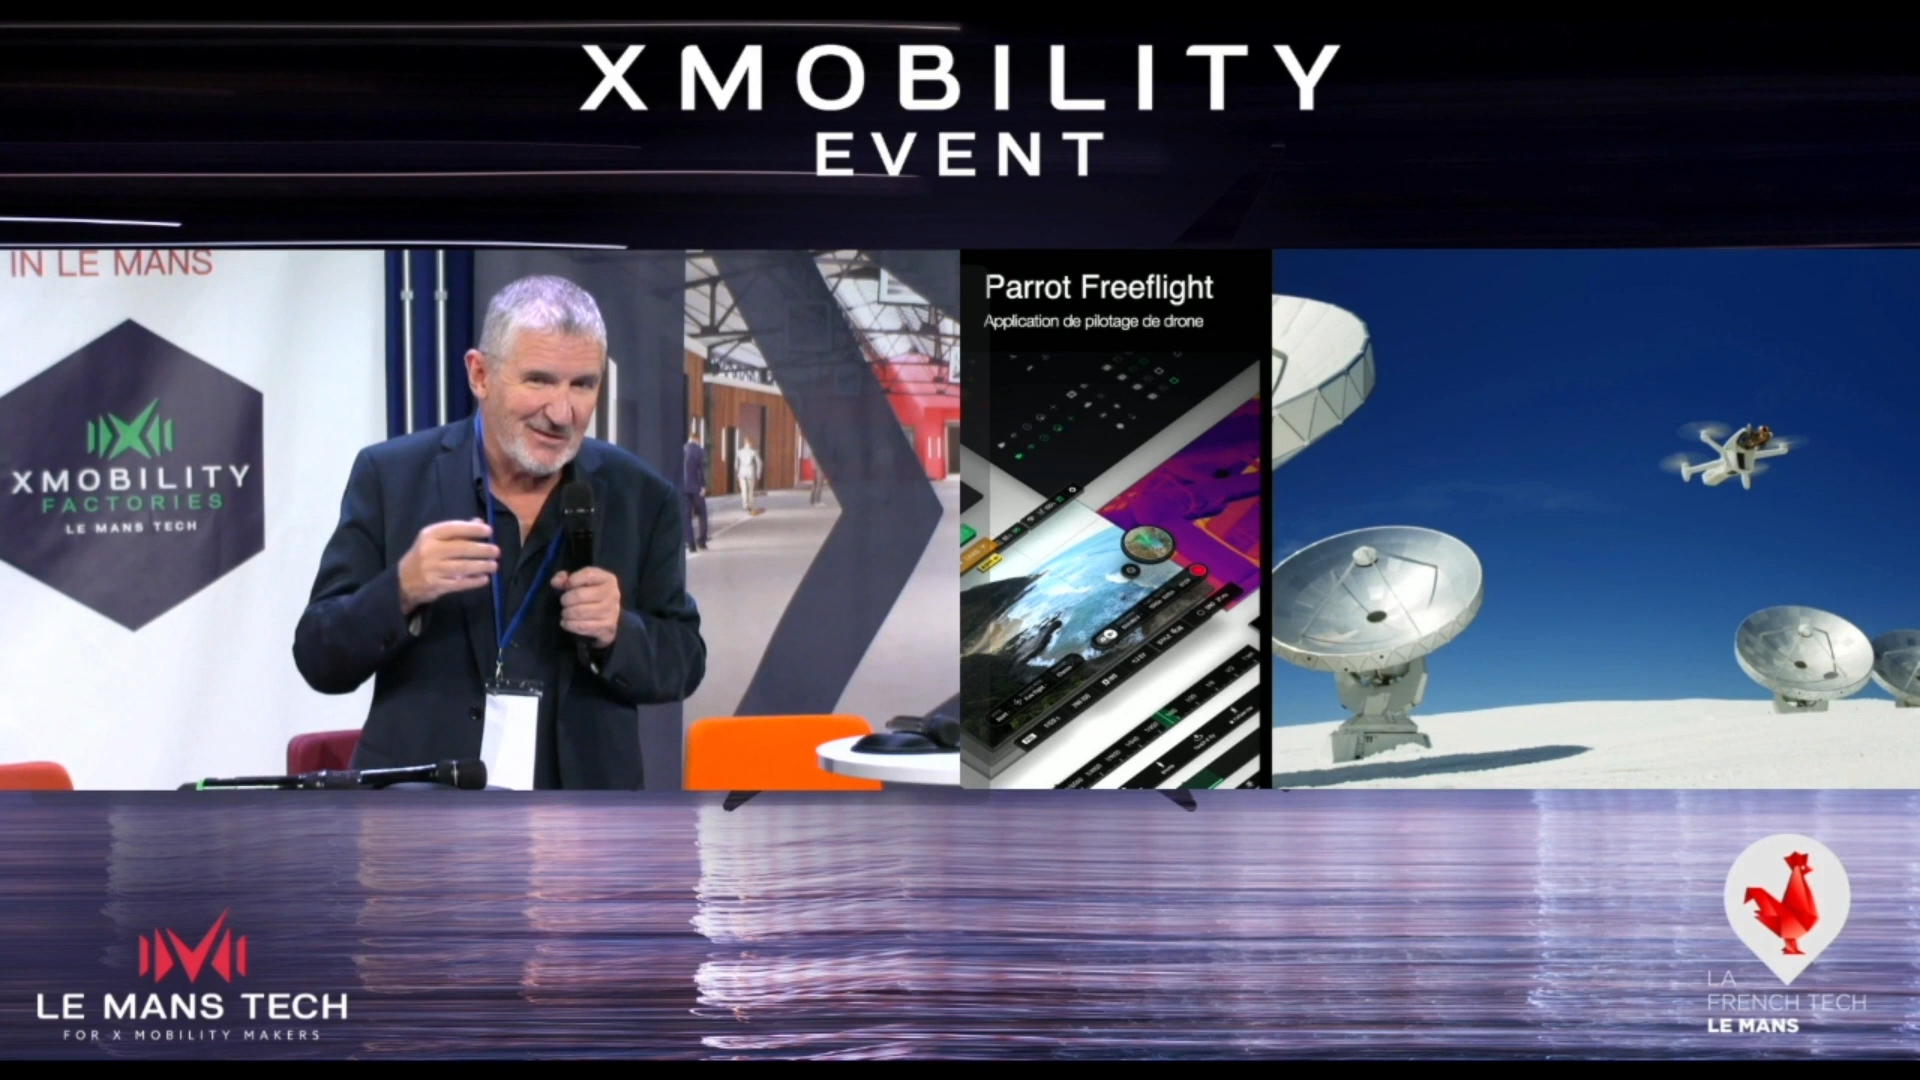 XMOBILITY
EVENT
IN LE MANS
XMOBILITY
FACTORIES
LE MANS TECH
Parrot Freeflight
Application de pilotage de drone
LE MANS TECH
FOR X MOBILITY MAKERS
LA
FRENCH TECH
LE MANS